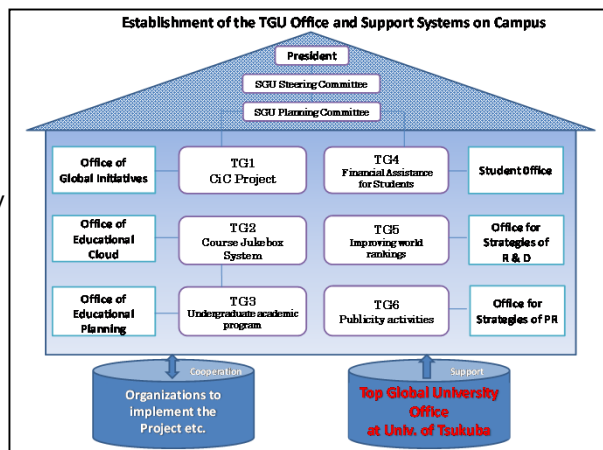 Establishment of the TGU Office and Support Systems on Campus
President
SGU Steering Committee
SGU Planning Committee
Office of
Global Initiatives
TG1
CiC Project
TG4
Financial Assistance
for Students
Student Office
Office of
Educational
Cloud
TG2
Course Jukebox
System
TG5
Improving world
rankings
Office for
Strategies of
R & D
Office of
Educational
Planning
TG3
Undergraduate academic
program
TG6
Publicity activities
Office for
Strategies of PR
Cooperation
Organizations to
implement the
Project etc.
Support
Top Global University
Office
at Univ. of Tsukuba